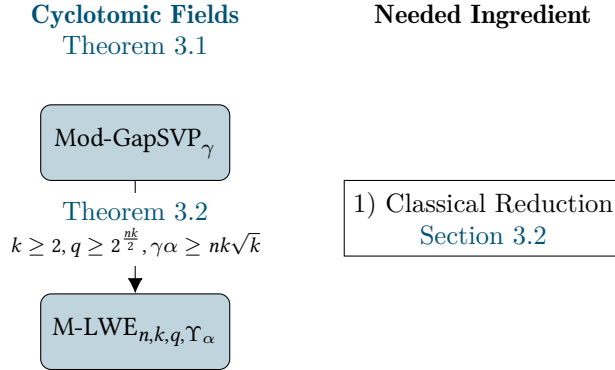 Cyclotomic Fields
Theorem 3.1
Needed Ingredient
Mod-GapSVP_γ
Theorem 3.2
k ≥ 2, q ≥ 2^{nk/2}, γα ≥ nk√k
1) Classical Reduction
Section 3.2
M-LWE_{n,k,q,Υ_α}